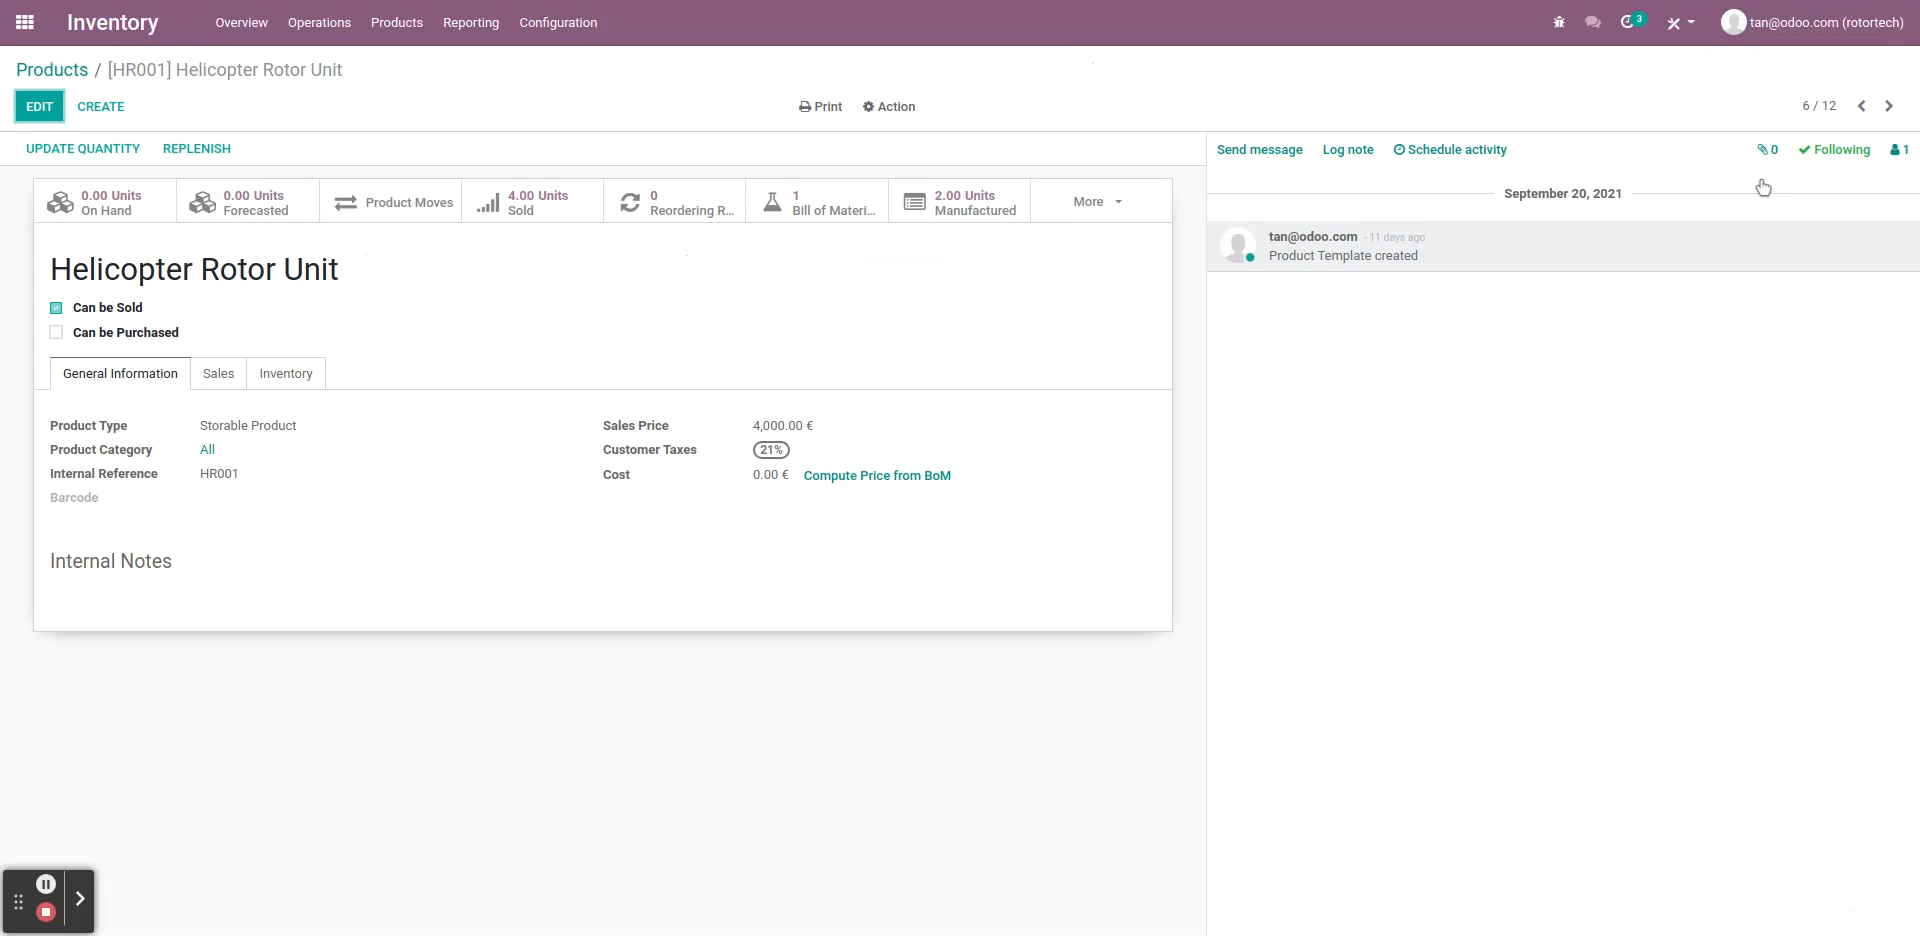 Inventory Overview Operations Products Reporting Configuration 3 tan@odoo.com (rotortech)
Products / [HR001] Helicopter Rotor Unit
EDIT CREATE Print Action 6 / 12
UPDATE QUANTITY REPLENISH Send message Log note Schedule activity 0 Following 1
0.00 Units
On Hand
0.00 Units
Forecasted
Product Moves
4.00 Units
Sold
0
Reordering R...
1
Bill of Materi...
2.00 Units
Manufactured
More
September 20, 2021
tan@odoo.com - 11 days ago
Product Template created
Helicopter Rotor Unit
Can be Sold
Can be Purchased
General Information Sales Inventory
Product Type Storable Product
Product Category All
Internal Reference HR001
Barcode
Sales Price 4,000.00 €
Customer Taxes 21%
Cost 0.00 € Compute Price from BoM
Internal Notes